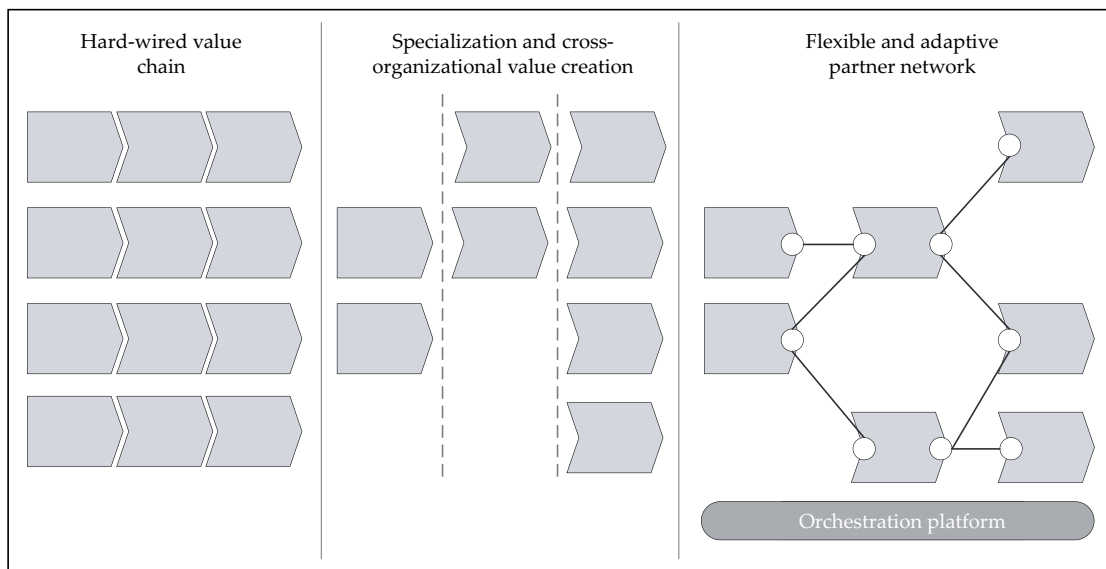 Hard-wired value
chain
Specialization and cross-
organizational value creation
Flexible and adaptive
partner network
Orchestration platform